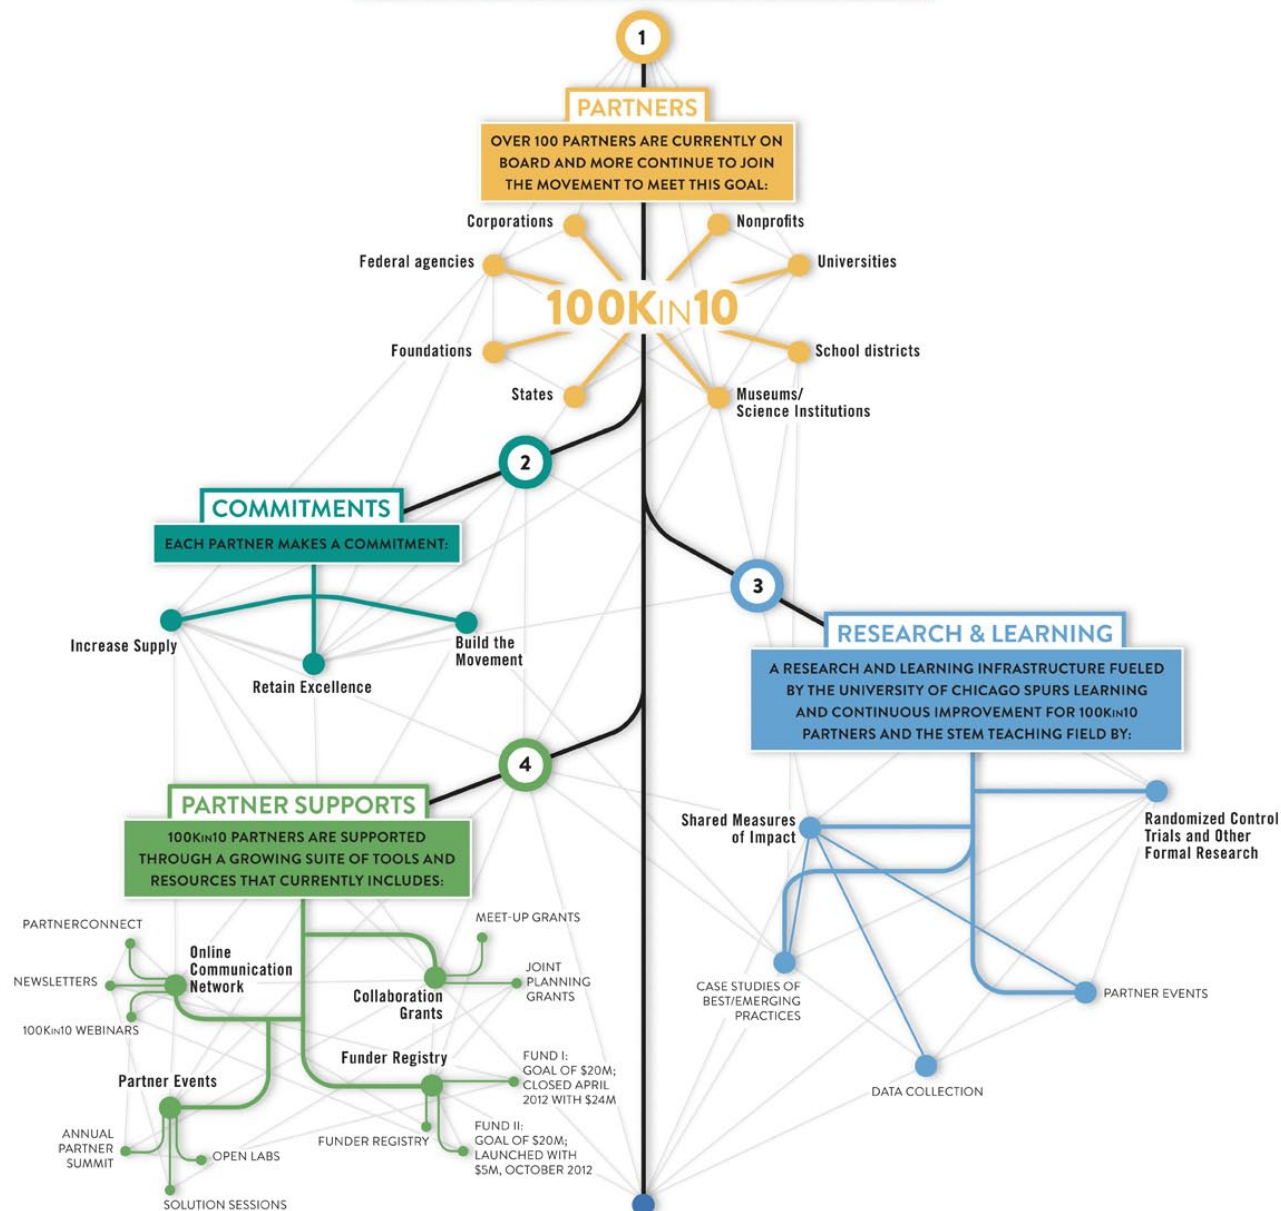 1
PARTNERS
OVER 100 PARTNERS ARE CURRENTLY ON
BOARD AND MORE CONTINUE TO JOIN
THE MOVEMENT TO MEET THIS GOAL:
Corporations
Nonprofits
Federal agencies
Universities
100KIN10
Foundations
School districts
States
Museums/
Science Institutions
2
COMMITMENTS
EACH PARTNER MAKES A COMMITMENT:
Increase Supply
Retain Excellence
Build the
Movement
3
RESEARCH & LEARNING
A RESEARCH AND LEARNING INFRASTRUCTURE FUELED
BY THE UNIVERSITY OF CHICAGO SPURS LEARNING
AND CONTINUOUS IMPROVEMENT FOR 100KIN10
PARTNERS AND THE STEM TEACHING FIELD BY:
Shared Measures
of Impact
Randomized Control
Trials and Other
Formal Research
CASE STUDIES OF
BEST/EMERGING
PRACTICES
PARTNER EVENTS
DATA COLLECTION
4
PARTNER SUPPORTS
100KIN10 PARTNERS ARE SUPPORTED
THROUGH A GROWING SUITE OF TOOLS AND
RESOURCES THAT CURRENTLY INCLUDES:
PARTNERCONNECT
NEWSLETTERS
100KIN10 WEBINARS
Online
Communication
Network
MEET-UP GRANTS
JOINT
PLANNING
GRANTS
Collaboration
Grants
Partner Events
ANNUAL
PARTNER
SUMMIT
OPEN LABS
SOLUTION SESSIONS
Funder Registry
FUND I:
GOAL OF $20M;
CLOSED APRIL
2012 WITH $24M
FUNDER REGISTRY
FUND II:
GOAL OF $20M;
LAUNCHED WITH
$5M, OCTOBER 2012